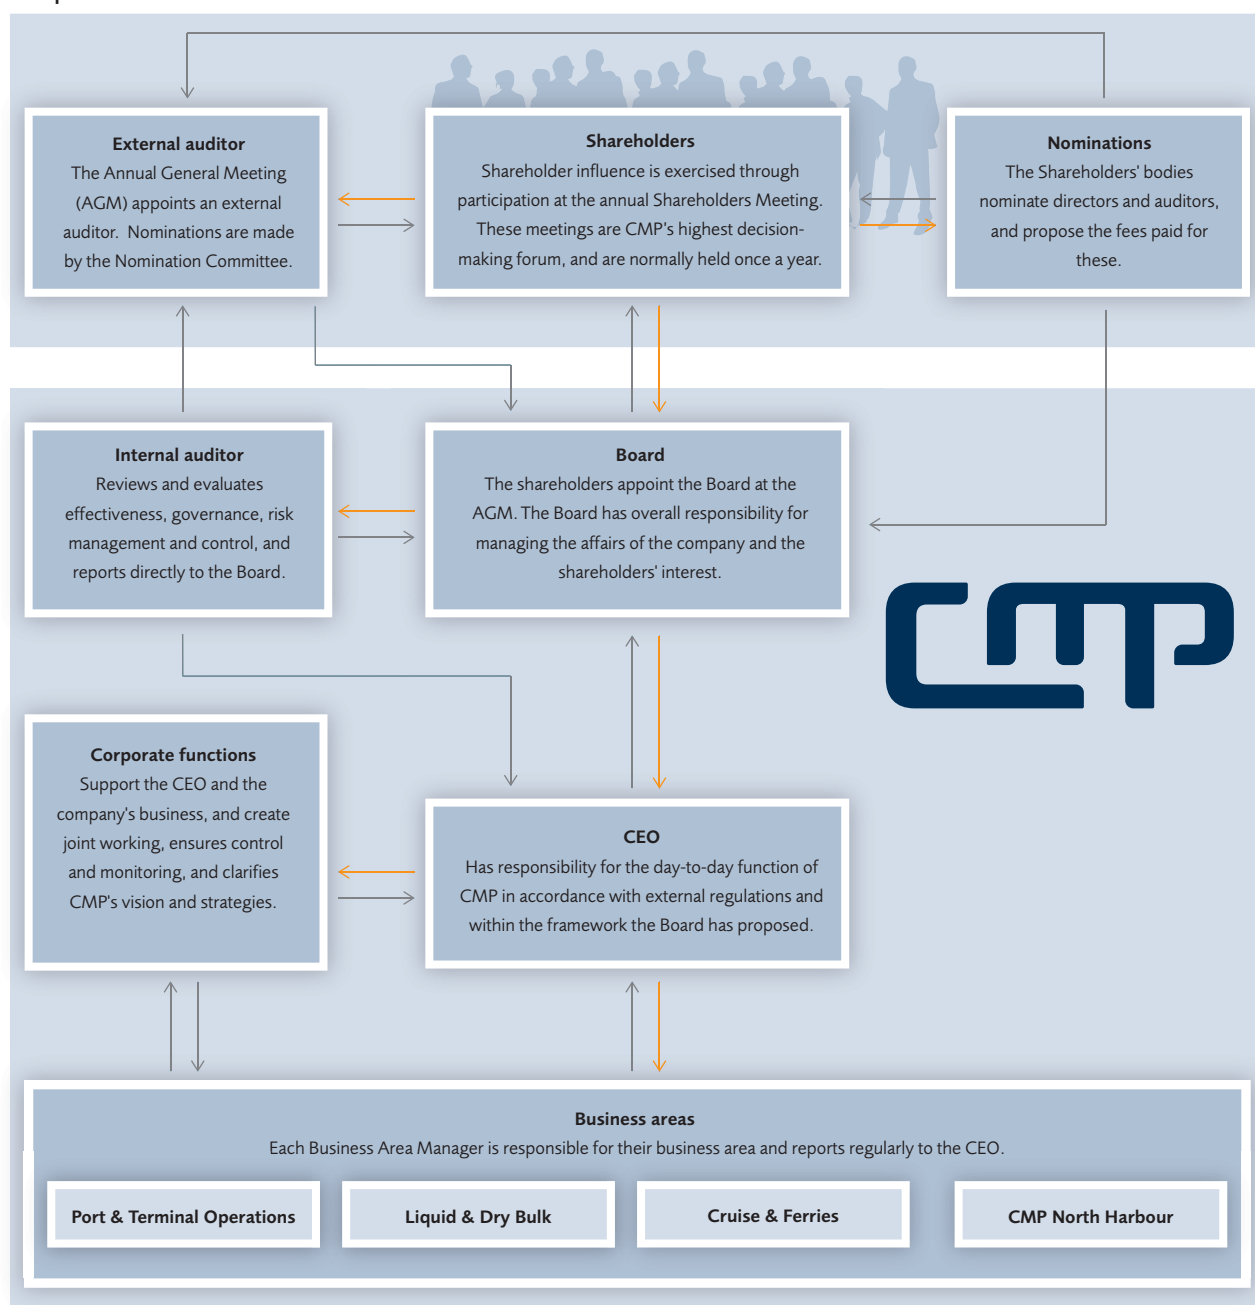 External auditor
The Annual General Meeting
(AGM) appoints an external
auditor. Nominations are made
by the Nomination Committee.
Shareholders
Shareholder influence is exercised through
participation at the annual Shareholders Meeting.
These meetings are CMP's highest decision-
making forum, and are normally held once a year.
Nominations
The Shareholders' bodies
nominate directors and auditors,
and propose the fees paid for
these.
Internal auditor
Reviews and evaluates
effectiveness, governance, risk
management and control, and
reports directly to the Board.
Board
The shareholders appoint the Board at the
AGM. The Board has overall responsibility for
managing the affairs of the company and the
shareholders' interest.
CMP
Corporate functions
Support the CEO and the
company's business, and create
joint working, ensures control
and monitoring, and clarifies
CMP's vision and strategies.
CEO
Has responsibility for the day-to-day function of
CMP in accordance with external regulations and
within the framework the Board has proposed.
Business areas
Each Business Area Manager is responsible for their business area and reports regularly to the CEO.
Port & Terminal Operations
Liquid & Dry Bulk
Cruise & Ferries
CMP North Harbour